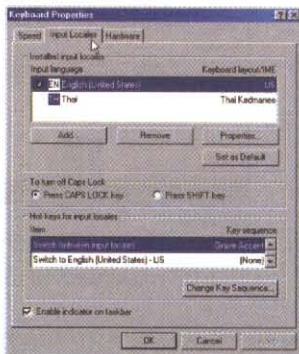 Keyboard Properties
Speed Input Locales Hardware
Installed input locales
Input language Keyboard layout/IME
EN English (United States) US
Thai Thai Kedmanee
Add... Remove Properties...
Set as Default
To turn off Caps Lock
Press CAPS LOCK key Press SHIFT key
Hot keys for input locales
Item Key sequence
Switch between input locales Grave Accent
Switch to English (United States) - US (None)
Change Key Sequence...
Enable indicator on taskbar
OK Cancel